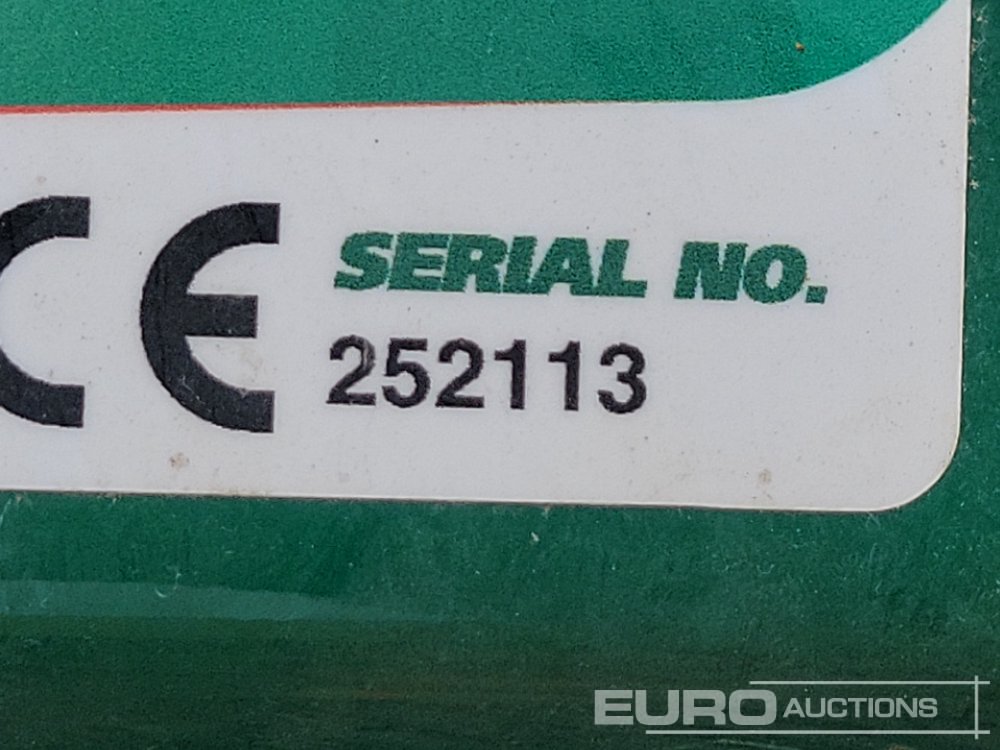 CE SERIAL NO.
252113
EURO AUCTIONS